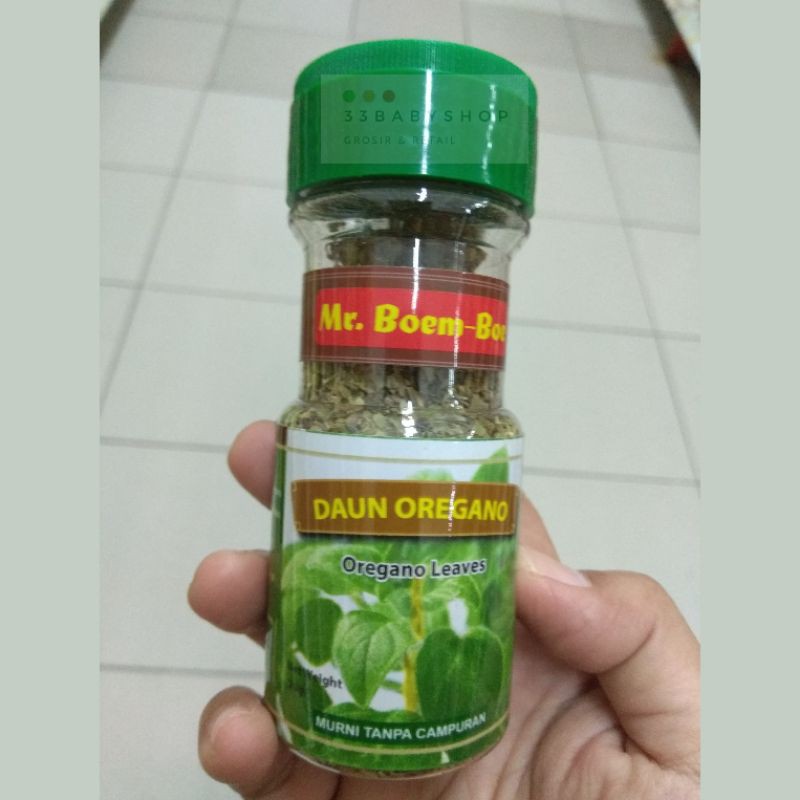 33BABYSHOP
GROSIR & RETAIL
Mr. Boem-Boe
DAUN OREGANO
Oregano Leaves
MURNI TANPA CAMPURAN